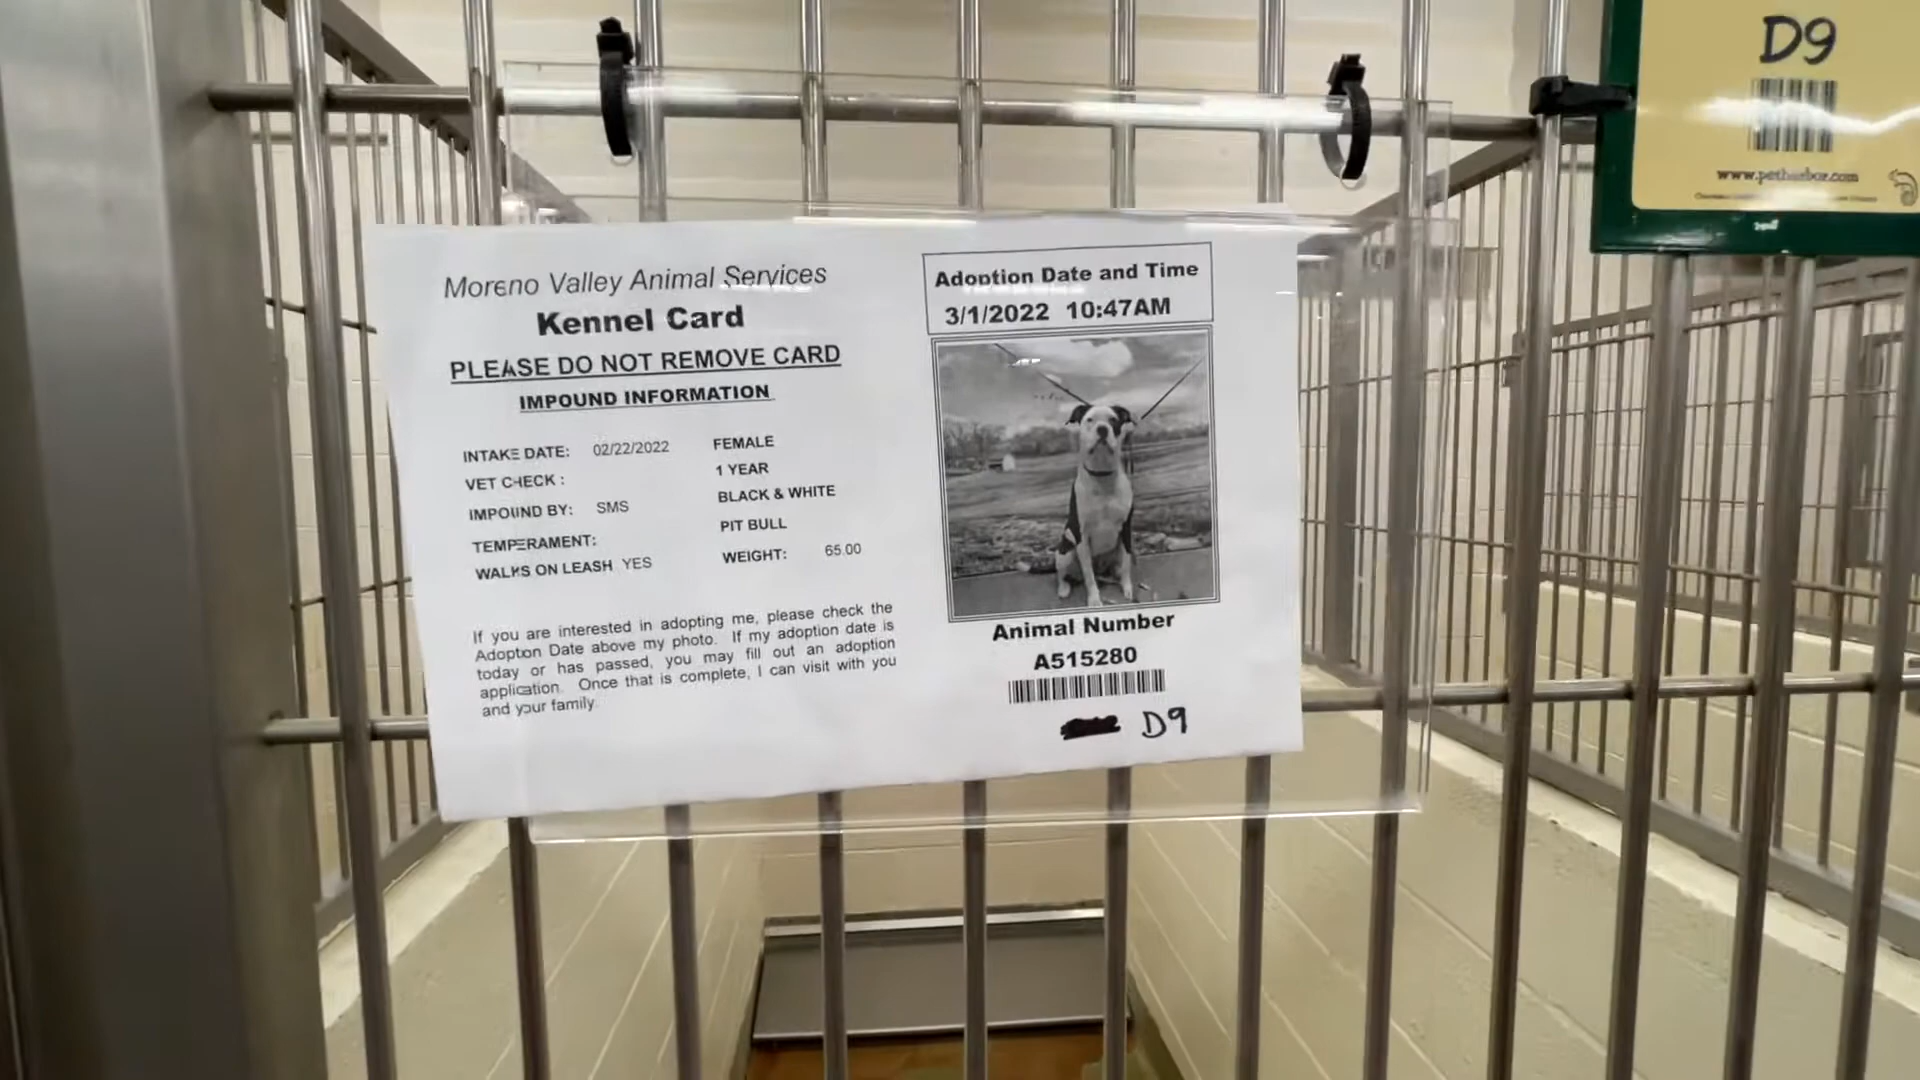 D9
www.petharbor.com
Moreno Valley Animal Services
Kennel Card
PLEASE DO NOT REMOVE CARD
IMPOUND INFORMATION
INTAKE DATE: 02/22/2022
VET CHECK :
IMPOUND BY: SMS
TEMPERAMENT:
WALKS ON LEASH YES
FEMALE
1 YEAR
BLACK & WHITE
PIT BULL
WEIGHT: 65.00
If you are interested in adopting me, please check the
Adoption Date above my photo. If my adoption date is
today or has passed, you may fill out an adoption
application. Once that is complete, I can visit with you
and your family.
Adoption Date and Time
3/1/2022 10:47AM
Animal Number
A515280
D9